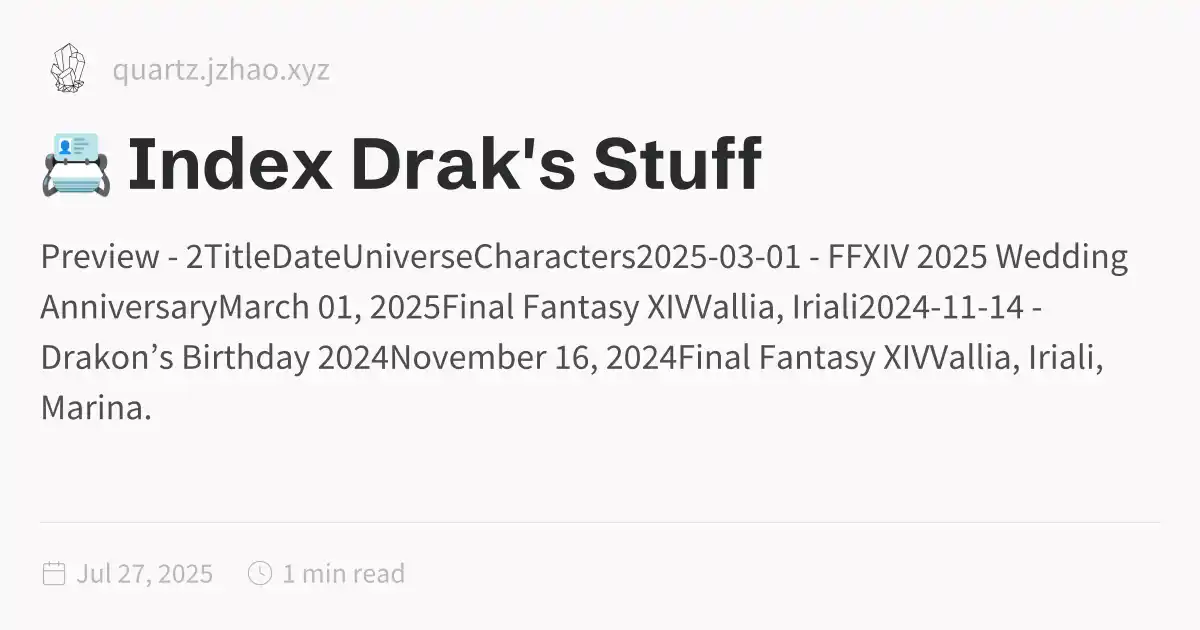 quartz.jzhao.xyz
📇 Index Drak's Stuff
Preview - 2TitleDateUniverseCharacters2025-03-01 - FFXIV 2025 Wedding
AnniversaryMarch 01, 2025Final Fantasy XIVVallia, Iriali2024-11-14 -
Drakon’s Birthday 2024November 16, 2024Final Fantasy XIVVallia, Iriali,
Marina.
Jul 27, 2025 1 min read